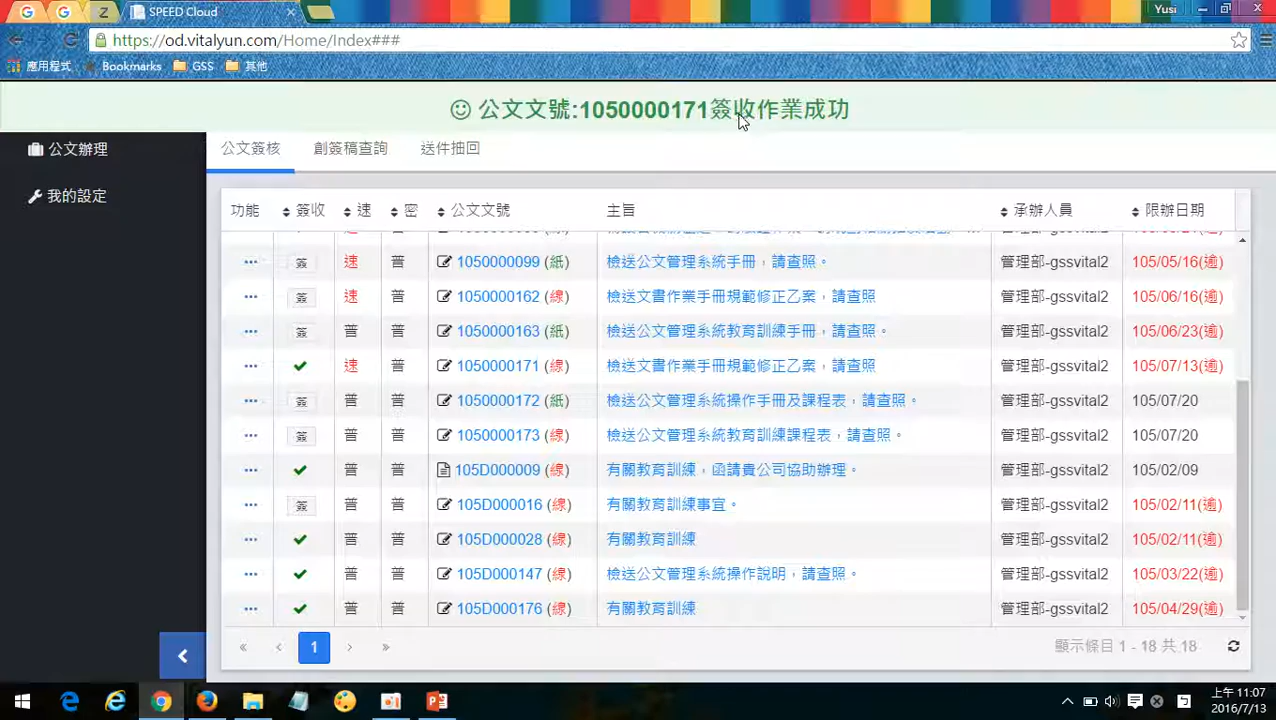 SPEED Cloud
Yusi
https://od.vitalyun.com/Home/Index###
應用程式 Bookmarks GSS 其他
公文文號:1050000171簽收作業成功
公文辦理
我的設定
公文簽核 創簽稿查詢 送件抽回
功能 簽收 速 密 公文文號 主旨 承辦人員 限辦日期
簽 速 普 1050000099 (紙) 檢送公文管理系統手冊，請查照。 管理部-gssvital2 105/05/16(逾)
簽 速 普 1050000162 (線) 檢送文書作業手冊規範修正乙案，請查照 管理部-gssvital2 105/06/16(逾)
簽 普 普 1050000163 (紙) 檢送公文管理系統教育訓練手冊，請查照。 管理部-gssvital2 105/06/23(逾)
速 普 1050000171 (線) 檢送文書作業手冊規範修正乙案，請查照 管理部-gssvital2 105/07/13(逾)
簽 普 普 1050000172 (紙) 檢送公文管理系統操作手冊及課程表，請查照。 管理部-gssvital2 105/07/20
簽 普 普 1050000173 (線) 檢送公文管理系統教育訓練課程表，請查照。 管理部-gssvital2 105/07/20
普 普 105D000009 (線) 有關教育訓練，函請貴公司協助辦理。 管理部-gssvital2 105/02/09
簽 普 普 105D000016 (線) 有關教育訓練事宜。 管理部-gssvital2 105/02/11(逾)
普 普 105D000028 (線) 有關教育訓練 管理部-gssvital2 105/02/11(逾)
普 普 105D000147 (線) 檢送公文管理系統操作說明，請查照。 管理部-gssvital2 105/03/22(逾)
普 普 105D000176 (線) 有關教育訓練 管理部-gssvital2 105/04/29(逾)
« ‹ 1 › » 顯示條目 1 - 18 共 18
上午 11:07
2016/7/13